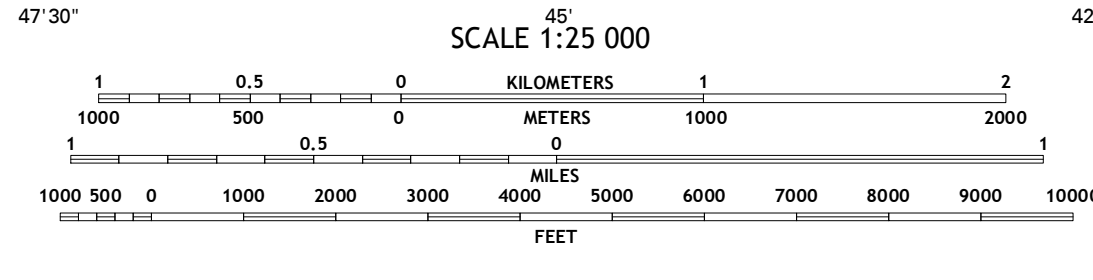 47'30" 45' 42
SCALE 1:25 000
1 0.5 0 KILOMETERS 1 2
1000 500 0 METERS 1000 2000
1 0.5 0 1
MILES
1000 500 0 1000 2000 3000 4000 5000 6000 7000 8000 9000 10000
FEET